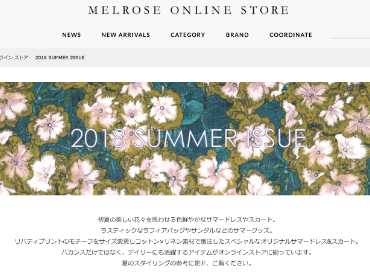 MELROSE ONLINE STORE
NEWS NEW ARRIVALS CATEGORY BRAND COORDINATE
ライン ストア 2018 SUMMER ISSUE
2018 SUMMER ISSUE
初夏の美しい花々を思わせる色鮮やかなサマードレスやスカート。
ラスティックなラフィアバッグやサンダルなどのサマーグッズ。
リバティプリントのモチーフをサイズ変更しコットン×リネン素材で別注したスペシャルなオリジナルサマードレス&スカート。
バカンスだけではなく、デイリーにも活躍するアイテムがオンラインストアに揃っています。
夏のスタイリングの参考に是非、ご覧ください。